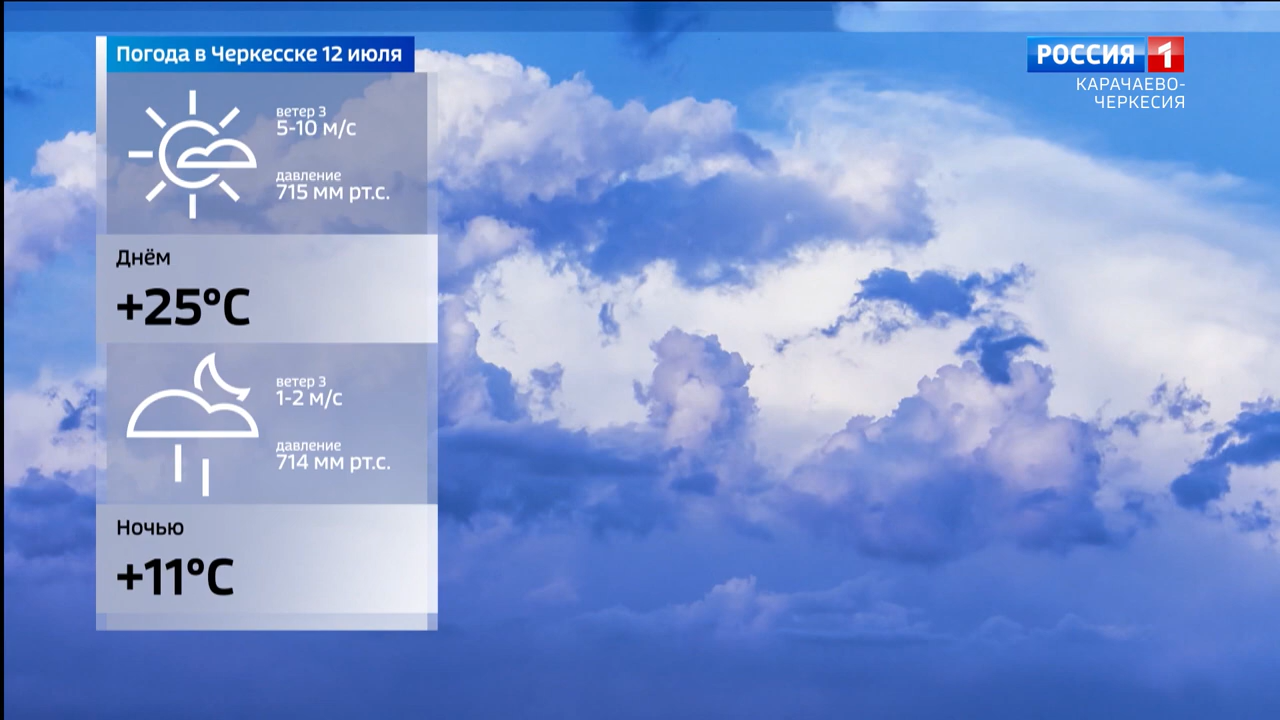 Погода в Черкесске 12 июля
РОССИЯ 1
КАРАЧАЕВО-
ЧЕРКЕСИЯ
ветер З
5-10 м/с
давление
715 мм рт.с.
Днём
+25°C
ветер З
1-2 м/с
давление
714 мм рт.с.
Ночью
+11°C